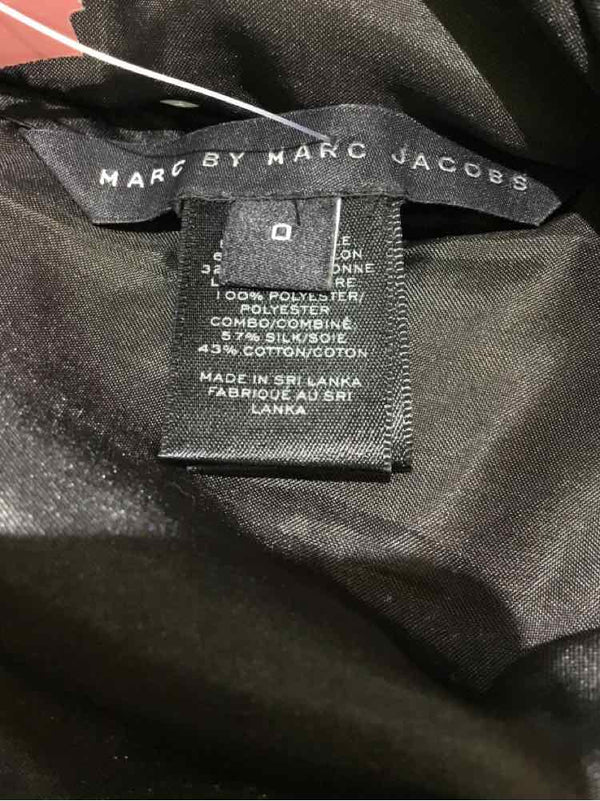 MARC BY MARC JACOBS
0
32
100% POLYESTER/
POLYESTER
COMBO/COMBINÉ:
57% SILK/SOIE
43% COTTON/COTON
MADE IN SRI LANKA
FABRIQUÉ AU SRI
LANKA